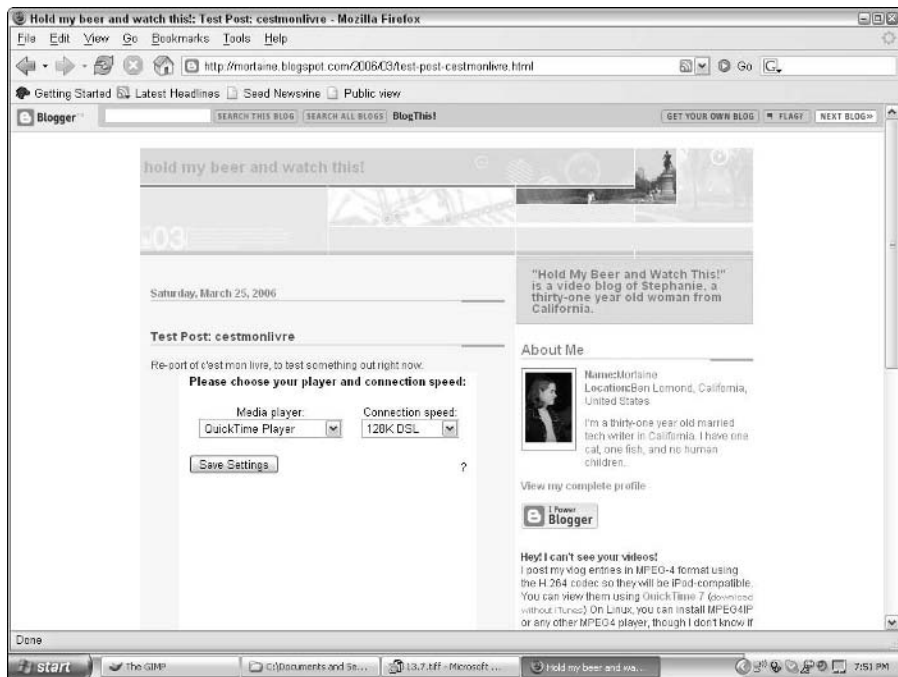 Hold my beer and watch this!: Test Post: cestmonlivre - Mozilla Firefox
File Edit View Go Bookmarks Tools Help
http://mortaine.blogspot.com/2006/03/test-post-cestmonlivre.html
Go
Getting Started Latest Headlines Seed Newsvine Public view
Blogger SEARCH THIS BLOG SEARCH ALL BLOGS BlogThis! GET YOUR OWN BLOG FLAG? NEXT BLOG»
hold my beer and watch this!
03
"Hold My Beer and Watch This!"
is a video blog of Stephanie, a
thirty-one year old woman from
California.
Saturday, March 25, 2006
Test Post: cestmonlivre
Re-port of c'est mon livre, to test something out right now.
Please choose your player and connection speed:
Media player: Connection speed:
QuickTime Player 128K DSL
Save Settings ?
About Me
Name:Mortaine
Location:Ben Lomond, California,
United States
I'm a thirty-one year old married
tech writer in California. I have one
cat, one fish, and no human
children.
View my complete profile
I Power
Blogger
Hey! I can't see your videos!
I post my vlog entries in MPEG-4 format using
the H.264 codec so they will be iPod-compatible.
You can view them using QuickTime 7 (download
without iTunes) On Linux, you can install MPEG4IP
or any other MPEG4 player, though I don't know if
Done
start The GIMP C:\Documents and Se... 13.7.tiff - Microsoft ... Hold my beer and wa... 7:51 PM